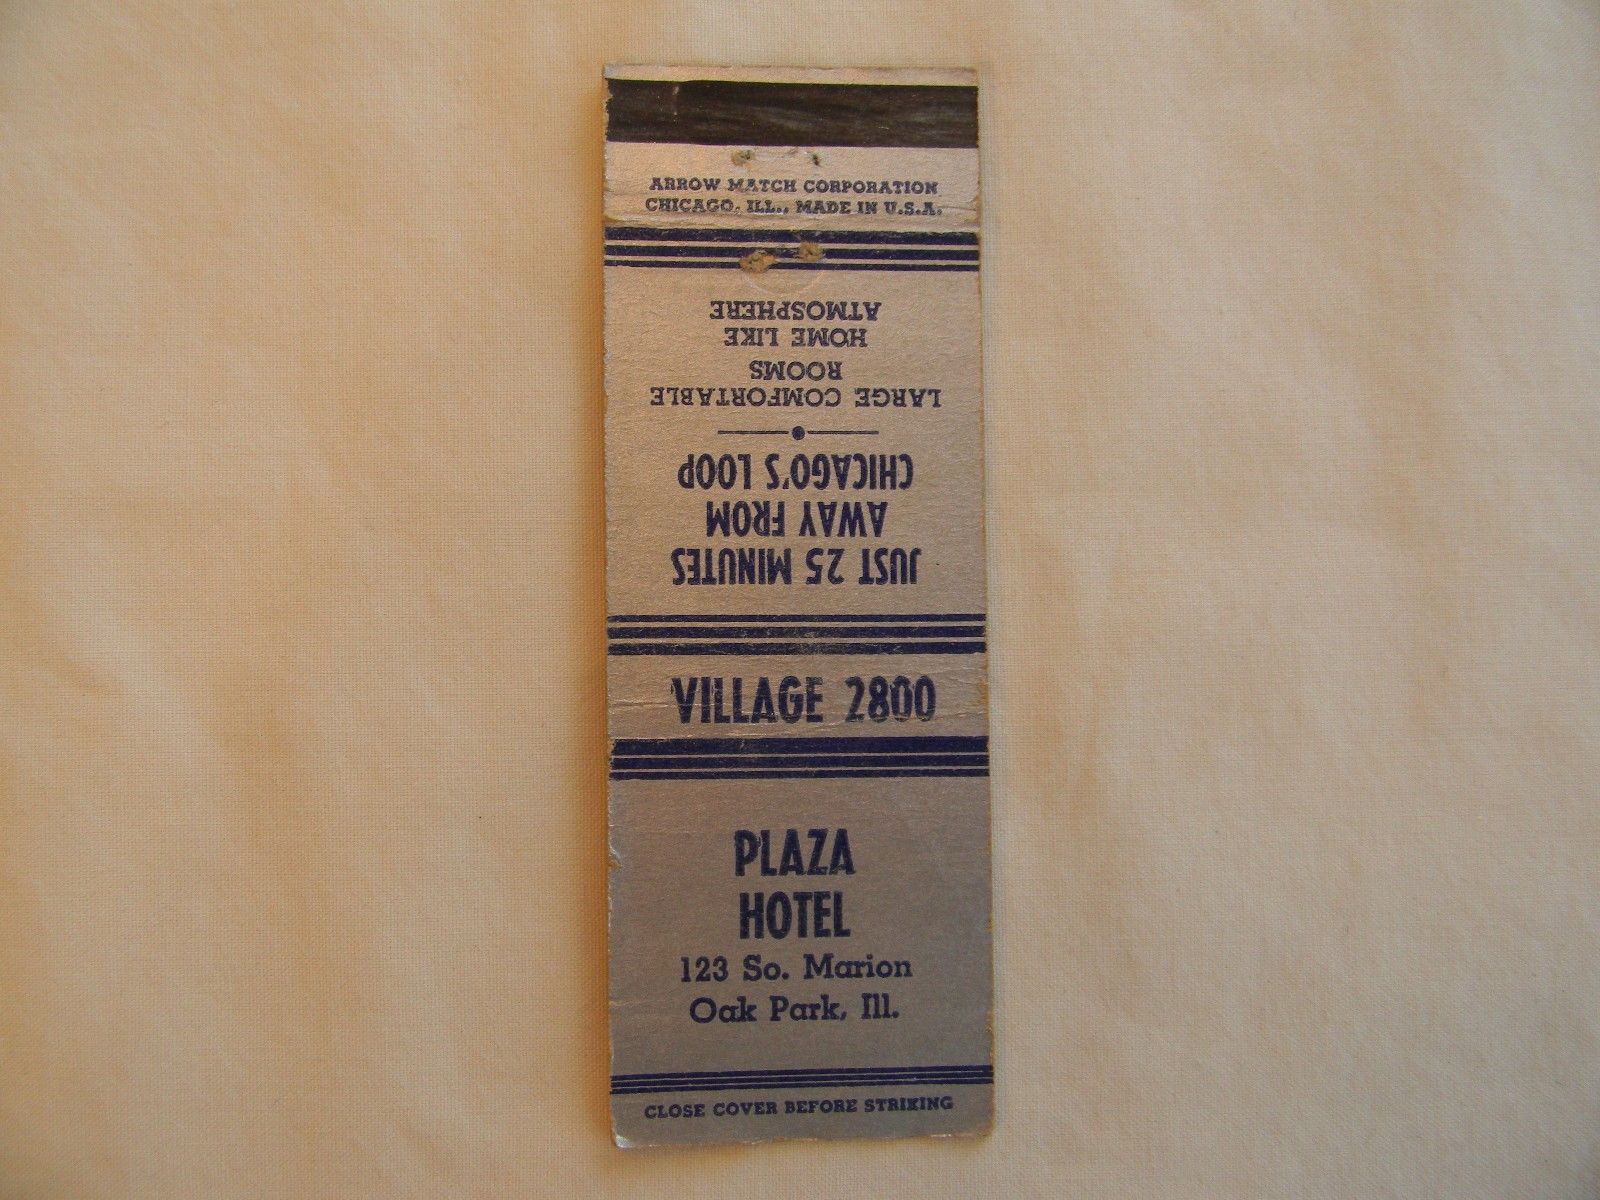 ARROW MATCH CORPORATION
CHICAGO, ILL., MADE IN U.S.A.
JUST 25 MINUTES
AWAY FROM
CHICAGO'S LOOP
LARGE COMFORTABLE
ROOMS
HOME LIKE
ATMOSPHERE
VILLAGE 2800
PLAZA
HOTEL
123 So. Marion
Oak Park, Ill.
CLOSE COVER BEFORE STRIKING